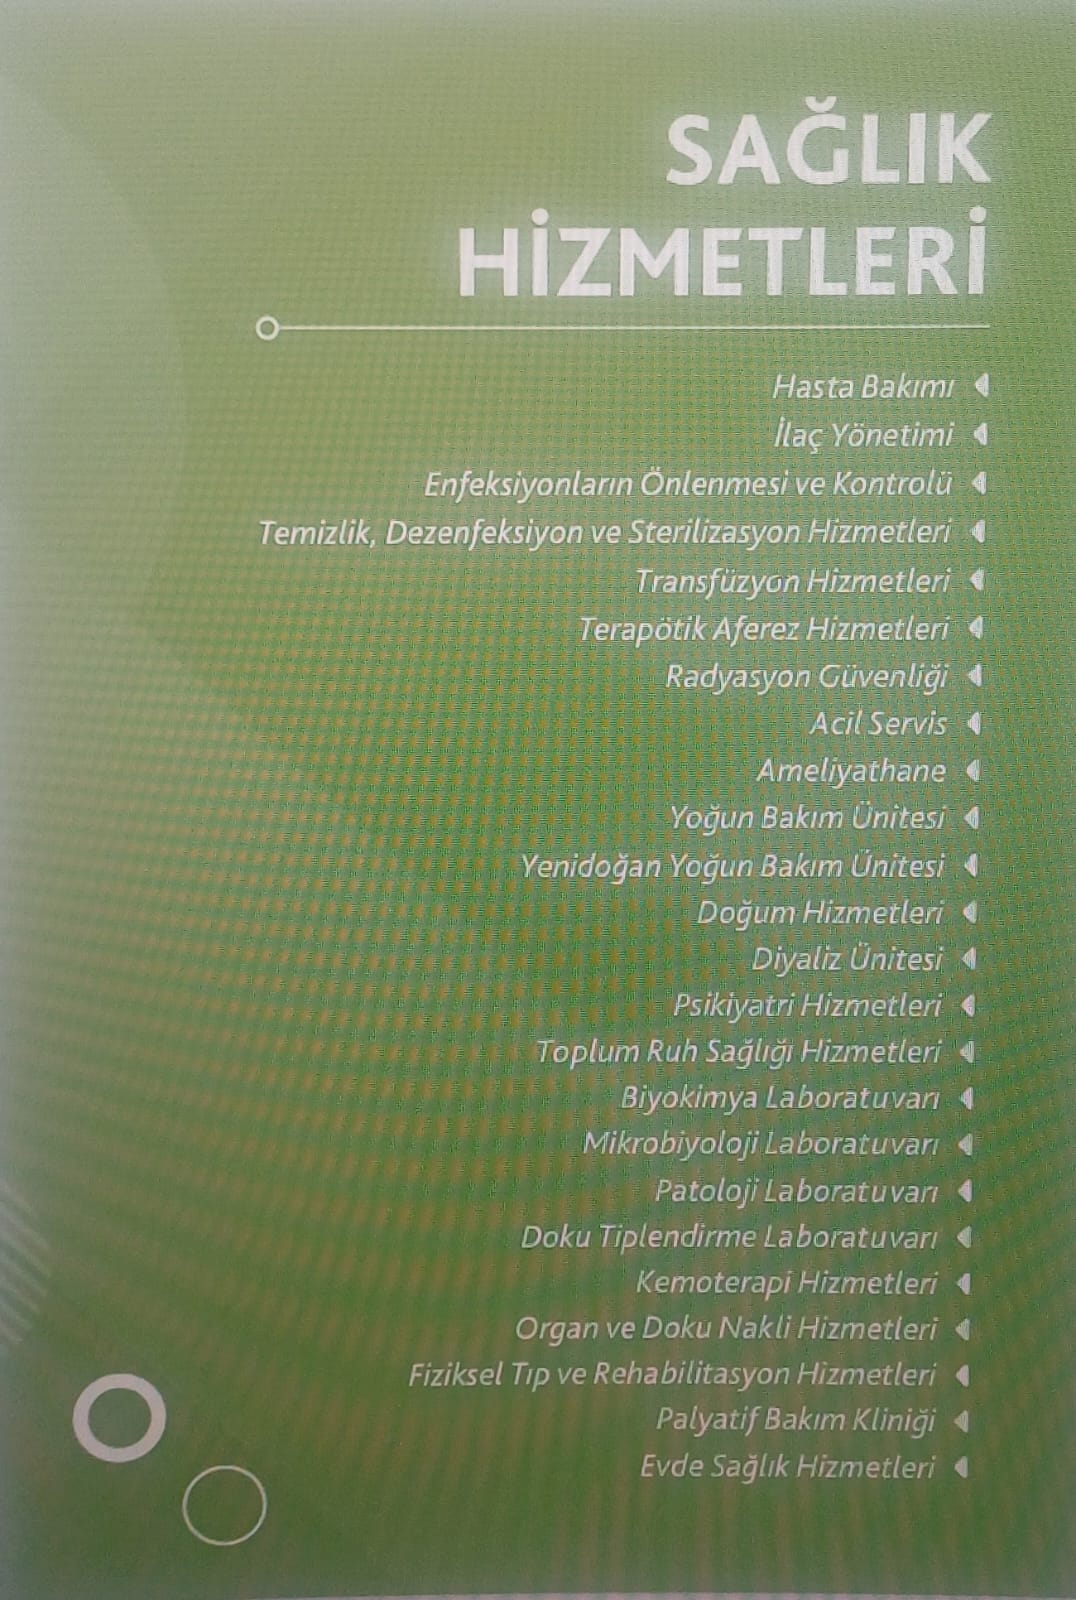 SAĞLIK
HİZMETLERİ
Hasta Bakımı
İlaç Yönetimi
Enfeksiyonların Önlenmesi ve Kontrolü
Temizlik, Dezenfeksiyon ve Sterilizasyon Hizmetleri
Transfüzyon Hizmetleri
Terapötik Aferez Hizmetleri
Radyasyon Güvenliği
Acil Servis
Ameliyathane
Yoğun Bakım Ünitesi
Yenidoğan Yoğun Bakım Ünitesi
Doğum Hizmetleri
Diyaliz Ünitesi
Psikiyatri Hizmetleri
Toplum Ruh Sağlığı Hizmetleri
Biyokimya Laboratuvarı
Mikrobiyoloji Laboratuvarı
Patoloji Laboratuvarı
Doku Tiplendirme Laboratuvarı
Kemoterapi Hizmetleri
Organ ve Doku Nakli Hizmetleri
Fiziksel Tıp ve Rehabilitasyon Hizmetleri
Palyatif Bakım Kliniği
Evde Sağlık Hizmetleri